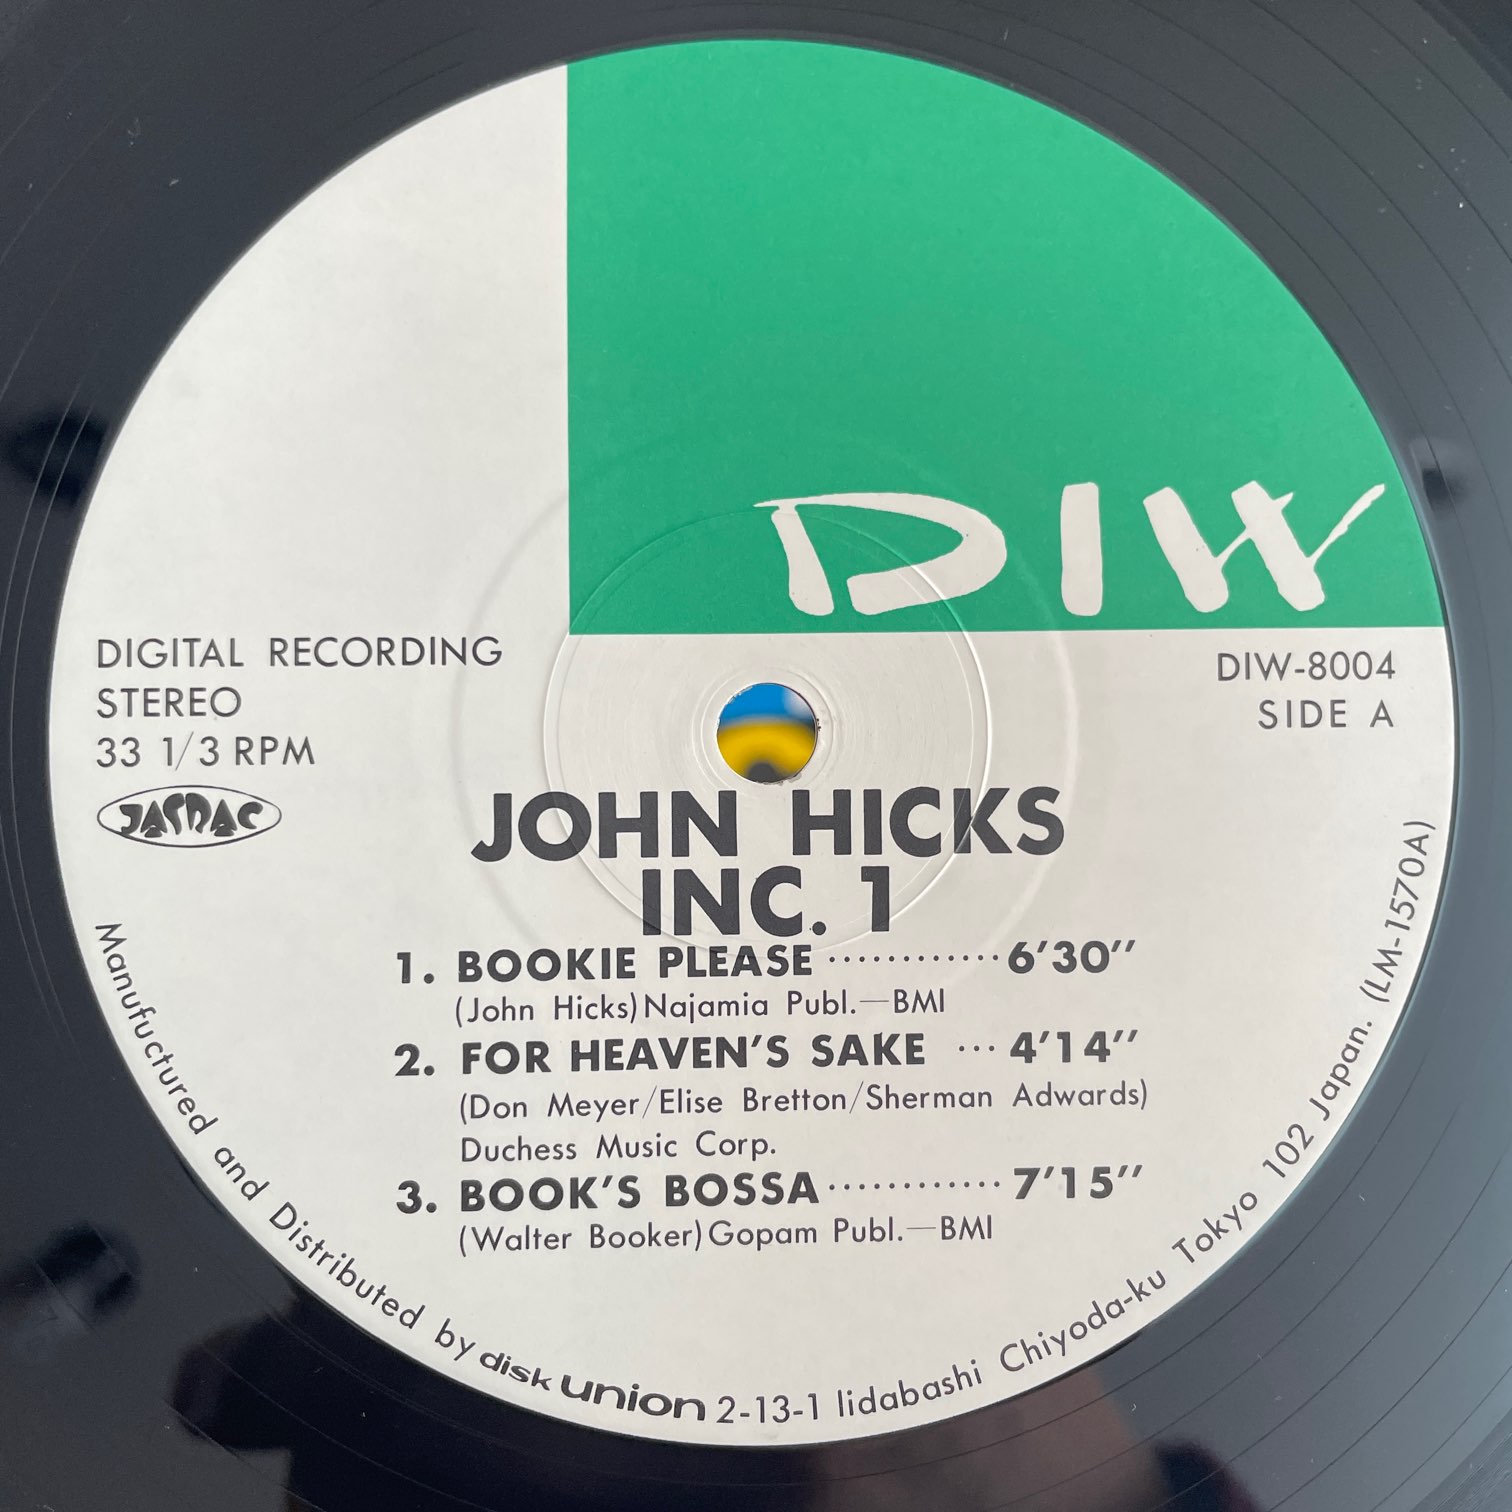 DIW
DIGITAL RECORDING
STEREO
33 1/3 RPM
JASRAC
DIW-8004
SIDE A
JOHN HICKS
INC. 1
1. BOOKIE PLEASE ············ 6'30''
(John Hicks) Najamia Publ.—BMI
2. FOR HEAVEN'S SAKE ··· 4'14''
(Don Meyer/Elise Bretton/Sherman Adwards)
Duchess Music Corp.
3. BOOK'S BOSSA ············ 7'15''
(Walter Booker) Gopam Publ.—BMI
Manufuctured and Distributed by disk union 2-13-1 Iidabashi Chiyoda-ku Tokyo 102 Japan. (LM-1570A)